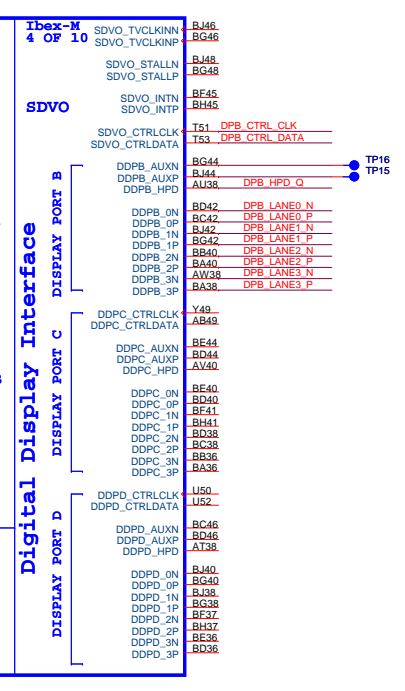 Ibex-M
4 OF 10
SDVO_TVCLKINN BJ46
SDVO_TVCLKINP BG46
SDVO_STALLN BJ48
SDVO_STALLP BG48
SDVO_INTN BF45
SDVO
SDVO_INTP BH45
SDVO_CTRLCLK T51 DPB_CTRL_CLK
SDVO_CTRLDATA T53 DPB_CTRL_DATA
DDPB_AUXN BG44 TP16
DDPB_AUXP BJ44 TP15
DDPB_HPD AU38 DPB_HPD_Q
DDPB_0N BD42 DPB_LANE0_N
DDPB_0P BC42 DPB_LANE0_P
DDPB_1N BJ42 DPB_LANE1_N
DDPB_1P BG42 DPB_LANE1_P
DDPB_2N BB40 DPB_LANE2_N
DDPB_2P BA40 DPB_LANE2_P
DDPB_3N AW38 DPB_LANE3_N
DDPB_3P BA38 DPB_LANE3_P
DISPLAY PORT B
DDPC_CTRLCLK Y49
DDPC_CTRLDATA AB49
DDPC_AUXN BE44
DDPC_AUXP BD44
DDPC_HPD AV40
DDPC_0N BE40
DDPC_0P BD40
DDPC_1N BF41
DDPC_1P BH41
DDPC_2N BD38
DDPC_2P BC38
DDPC_3N BB36
DDPC_3P BA36
DISPLAY PORT C
Digital Display Interface
DDPD_CTRLCLK U50
DDPD_CTRLDATA U52
DDPD_AUXN BC46
DDPD_AUXP BD46
DDPD_HPD AT38
DDPD_0N BJ40
DDPD_0P BG40
DDPD_1N BJ38
DDPD_1P BG38
DDPD_2N BF37
DDPD_2P BH37
DDPD_3N BE36
DDPD_3P BD36
DISPLAY PORT D